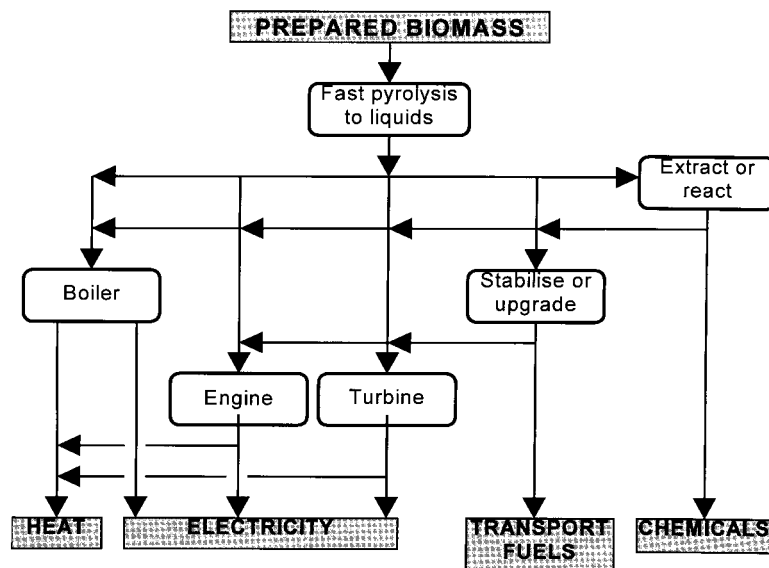 PREPARED BIOMASS
Fast pyrolysis
to liquids
Extract or
react
Boiler
Stabilise or
upgrade
Engine
Turbine
HEAT
ELECTRICITY
TRANSPORT
FUELS
CHEMICALS